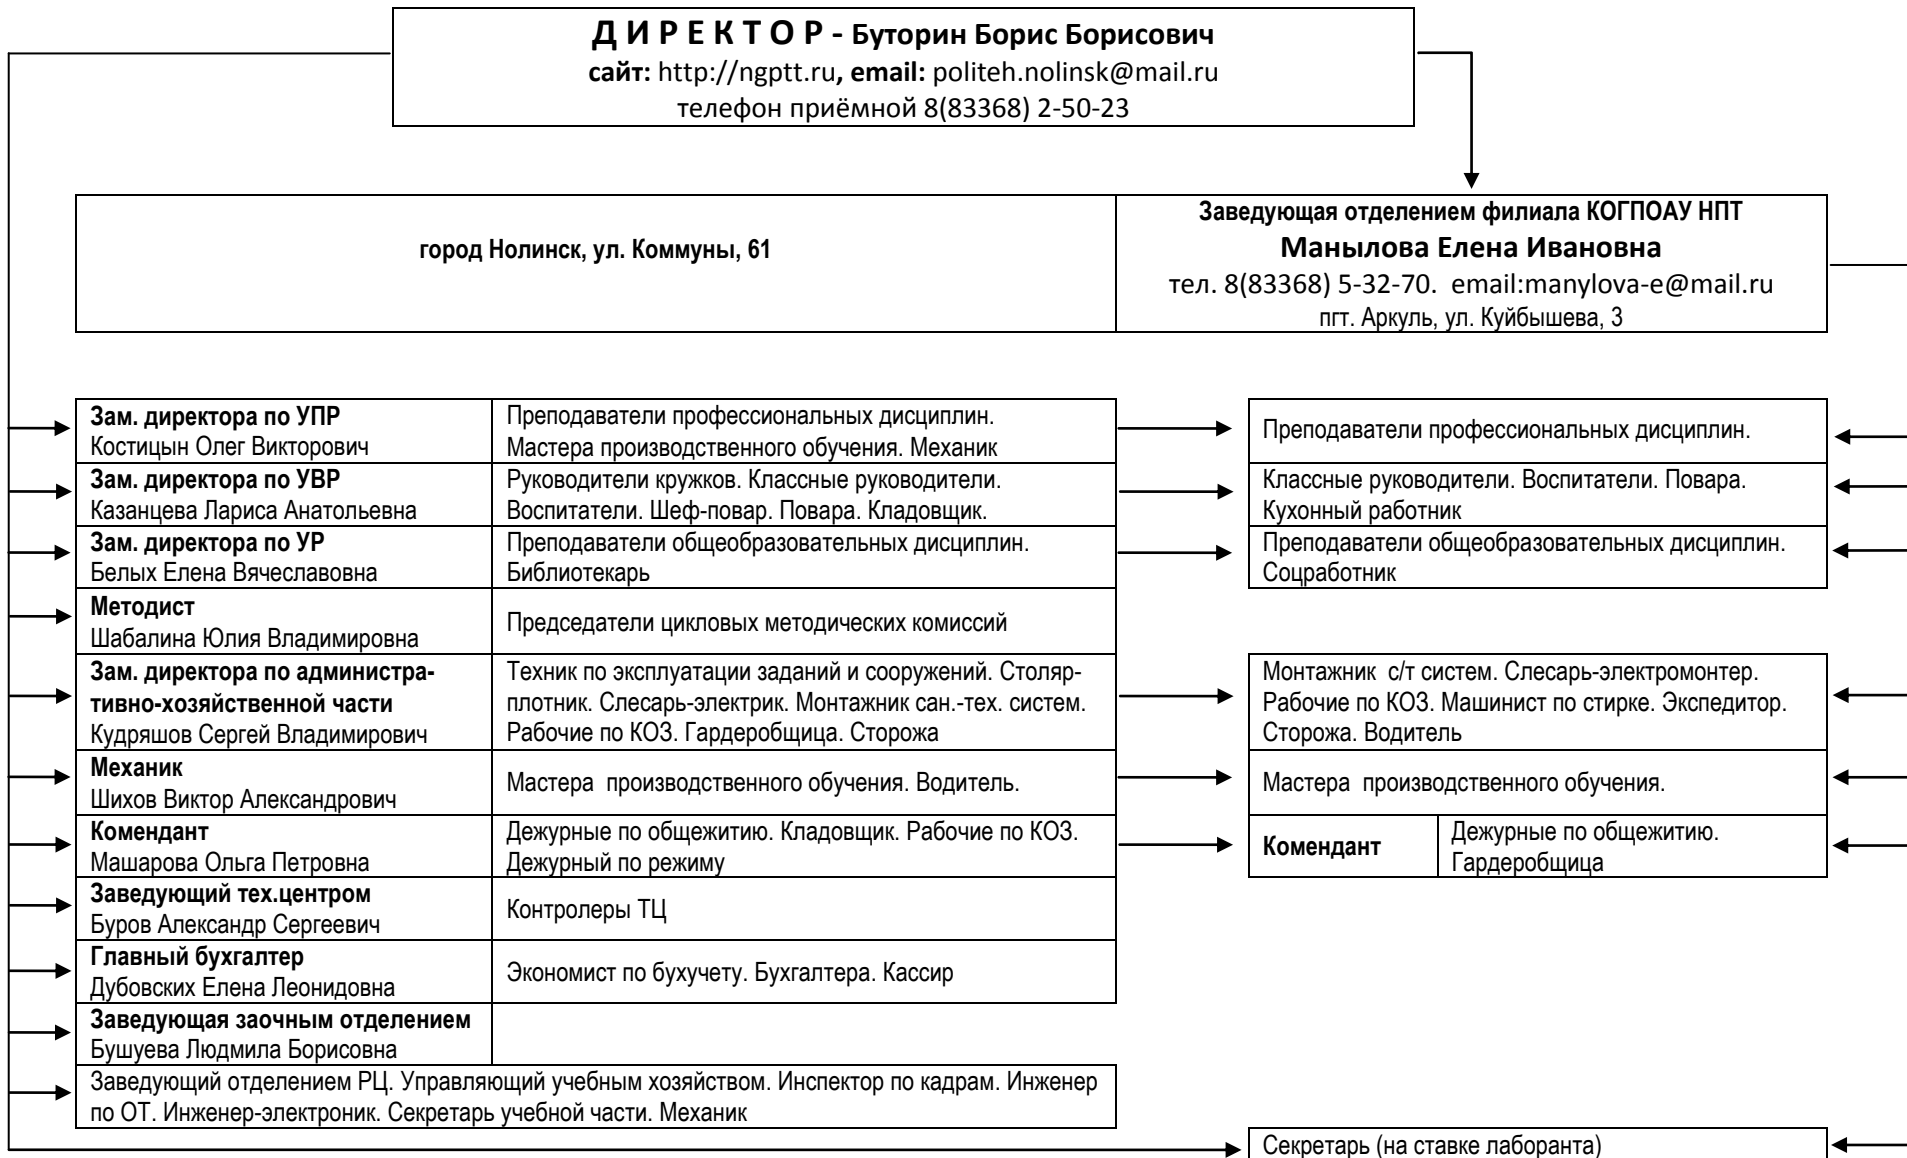 Д И Р Е К Т О Р - Буторин Борис Борисович
сайт: http://ngptt.ru, email: politeh.nolinsk@mail.ru
телефон приёмной 8(83368) 2-50-23
город Нолинск, ул. Коммуны, 61
Заведующая отделением филиала КОГПОАУ НПТ
Манылова Елена Ивановна
тел. 8(83368) 5-32-70.  email:manylova-e@mail.ru
пгт. Аркуль, ул. Куйбышева, 3
Зам. директора по УПР
Костицын Олег Викторович
Преподаватели профессиональных дисциплин.
Мастера производственного обучения. Механик
Преподаватели профессиональных дисциплин.
Зам. директора по УВР
Казанцева Лариса Анатольевна
Руководители кружков. Классные руководители.
Воспитатели. Шеф-повар. Повара. Кладовщик.
Классные руководители. Воспитатели. Повара.
Кухонный работник
Зам. директора по УР
Белых Елена Вячеславовна
Преподаватели общеобразовательных дисциплин.
Библиотекарь
Преподаватели общеобразовательных дисциплин.
Соцработник
Методист
Шабалина Юлия Владимировна
Председатели цикловых методических комиссий
Зам. директора по администра-
тивно-хозяйственной части
Кудряшов Сергей Владимирович
Техник по эксплуатации заданий и сооружений. Столяр-
плотник. Слесарь-электрик. Монтажник сан.-тех. систем.
Рабочие по КОЗ. Гардеробщица. Сторожа
Монтажник  с/т систем. Слесарь-электромонтер.
Рабочие по КОЗ. Машинист по стирке. Экспедитор.
Сторожа. Водитель
Механик
Шихов Виктор Александрович
Мастера  производственного обучения. Водитель.
Мастера  производственного обучения.
Комендант
Машарова Ольга Петровна
Дежурные по общежитию. Кладовщик. Рабочие по КОЗ.
Дежурный по режиму
Комендант
Дежурные по общежитию.
Гардеробщица
Заведующий тех.центром
Буров Александр Сергеевич
Контролеры ТЦ
Главный бухгалтер
Дубовских Елена Леонидовна
Экономист по бухучету. Бухгалтера. Кассир
Заведующая заочным отделением
Бушуева Людмила Борисовна
Заведующий отделением РЦ. Управляющий учебным хозяйством. Инспектор по кадрам. Инженер
по ОТ. Инженер-электроник. Секретарь учебной части. Механик
Секретарь (на ставке лаборанта)